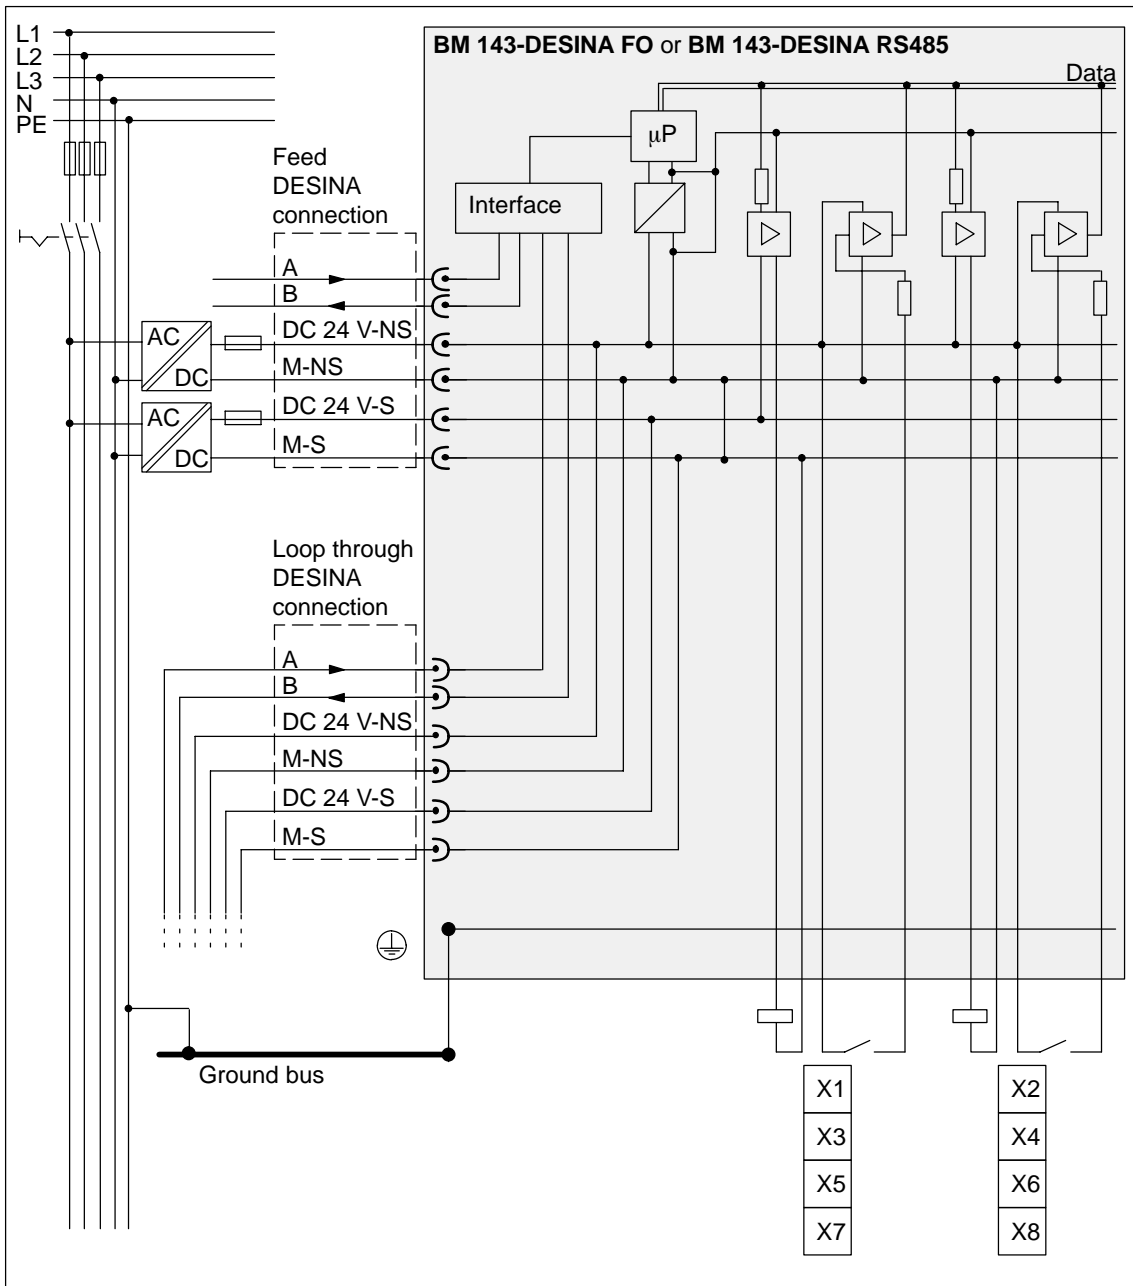 L1
L2
L3
N
PE
BM 143-DESINA FO or BM 143-DESINA RS485
Data
µP
Interface
Feed
DESINA
connection
A
B
DC 24 V-NS
M-NS
DC 24 V-S
M-S
AC
DC
AC
DC
Loop through
DESINA
connection
A
B
DC 24 V-NS
M-NS
DC 24 V-S
M-S
Ground bus
X1
X3
X5
X7
X2
X4
X6
X8